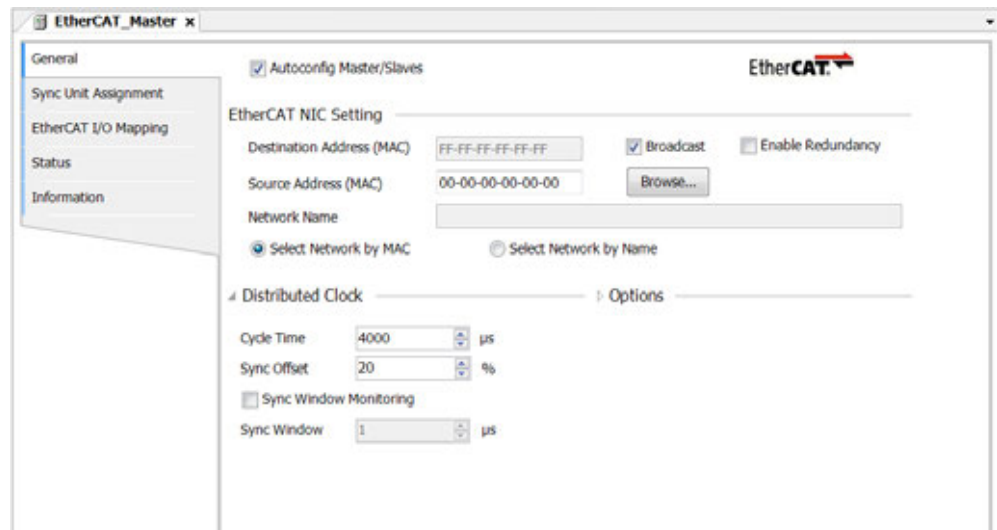 EtherCAT_Master x
General
Sync Unit Assignment
EtherCAT I/O Mapping
Status
Information
Autoconfig Master/Slaves
EtherCAT.
EtherCAT NIC Setting
Destination Address (MAC) FF-FF-FF-FF-FF-FF Broadcast Enable Redundancy
Source Address (MAC) 00-00-00-00-00-00 Browse...
Network Name
Select Network by MAC Select Network by Name
Distributed Clock Options
Cycle Time 4000 µs
Sync Offset 20 %
Sync Window Monitoring
Sync Window 1 µs